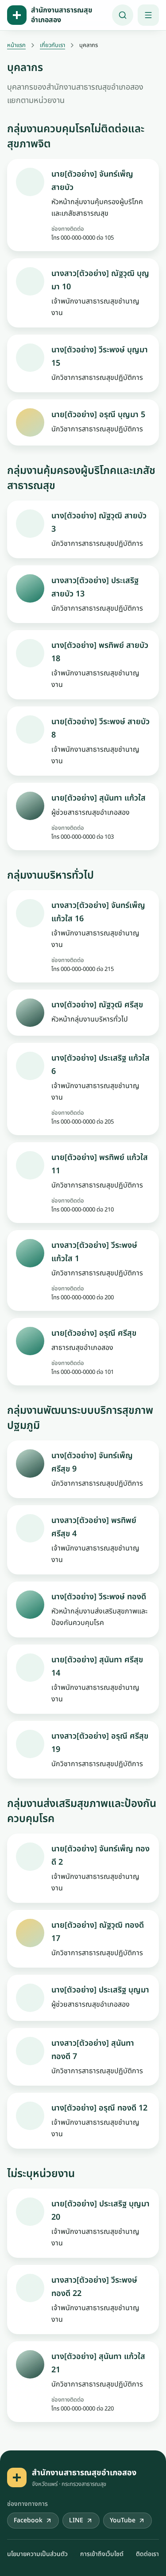 สำนักงานสาธารณสุข
อำเภอสอง
หน้าแรก > เกี่ยวกับเรา > บุคลากร
บุคลากร
บุคลากรของสำนักงานสาธารณสุขอำเภอสอง
แยกตามหน่วยงาน
กลุ่มงานควบคุมโรคไม่ติดต่อและ
สุขภาพจิต
นาย[ตัวอย่าง] จันทร์เพ็ญ
สายบัว
หัวหน้ากลุ่มงานคุ้มครองผู้บริโภค
และเภสัชสาธารณสุข
ช่องทางติดต่อ
โทร 000-000-0000 ต่อ 105
นางสาว[ตัวอย่าง] ณัฐวุฒิ บุญ
มา 10
เจ้าพนักงานสาธารณสุขชำนาญ
งาน
นาง[ตัวอย่าง] วีระพงษ์ บุญมา
15
นักวิชาการสาธารณสุขปฏิบัติการ
นาย[ตัวอย่าง] อรุณี บุญมา 5
นักวิชาการสาธารณสุขปฏิบัติการ
กลุ่มงานคุ้มครองผู้บริโภคและเภสัช
สาธารณสุข
นาง[ตัวอย่าง] ณัฐวุฒิ สายบัว
3
นักวิชาการสาธารณสุขปฏิบัติการ
นางสาว[ตัวอย่าง] ประเสริฐ
สายบัว 13
นักวิชาการสาธารณสุขปฏิบัติการ
นาง[ตัวอย่าง] พรทิพย์ สายบัว
18
เจ้าพนักงานสาธารณสุขชำนาญ
งาน
นาย[ตัวอย่าง] วีระพงษ์ สายบัว
8
เจ้าพนักงานสาธารณสุขชำนาญ
งาน
นาย[ตัวอย่าง] สุนันทา แก้วใส
ผู้ช่วยสาธารณสุขอำเภอสอง
ช่องทางติดต่อ
โทร 000-000-0000 ต่อ 103
กลุ่มงานบริหารทั่วไป
นางสาว[ตัวอย่าง] จันทร์เพ็ญ
แก้วใส 16
เจ้าพนักงานสาธารณสุขชำนาญ
งาน
ช่องทางติดต่อ
โทร 000-000-0000 ต่อ 215
นาง[ตัวอย่าง] ณัฐวุฒิ ศรีสุข
หัวหน้ากลุ่มงานบริหารทั่วไป
นาง[ตัวอย่าง] ประเสริฐ แก้วใส
6
เจ้าพนักงานสาธารณสุขชำนาญ
งาน
ช่องทางติดต่อ
โทร 000-000-0000 ต่อ 205
นาย[ตัวอย่าง] พรทิพย์ แก้วใส
11
นักวิชาการสาธารณสุขปฏิบัติการ
ช่องทางติดต่อ
โทร 000-000-0000 ต่อ 210
นางสาว[ตัวอย่าง] วีระพงษ์
แก้วใส 1
นักวิชาการสาธารณสุขปฏิบัติการ
ช่องทางติดต่อ
โทร 000-000-0000 ต่อ 200
นาย[ตัวอย่าง] อรุณี ศรีสุข
สาธารณสุขอำเภอสอง
ช่องทางติดต่อ
โทร 000-000-0000 ต่อ 101
กลุ่มงานพัฒนาระบบบริการสุขภาพ
ปฐมภูมิ
นาง[ตัวอย่าง] จันทร์เพ็ญ
ศรีสุข 9
นักวิชาการสาธารณสุขปฏิบัติการ
นางสาว[ตัวอย่าง] พรทิพย์
ศรีสุข 4
เจ้าพนักงานสาธารณสุขชำนาญ
งาน
นาง[ตัวอย่าง] วีระพงษ์ ทองดี
หัวหน้ากลุ่มงานส่งเสริมสุขภาพและ
ป้องกันควบคุมโรค
นาย[ตัวอย่าง] สุนันทา ศรีสุข
14
เจ้าพนักงานสาธารณสุขชำนาญ
งาน
นางสาว[ตัวอย่าง] อรุณี ศรีสุข
19
นักวิชาการสาธารณสุขปฏิบัติการ
กลุ่มงานส่งเสริมสุขภาพและป้องกัน
ควบคุมโรค
นาย[ตัวอย่าง] จันทร์เพ็ญ ทอง
ดี 2
เจ้าพนักงานสาธารณสุขชำนาญ
งาน
นาย[ตัวอย่าง] ณัฐวุฒิ ทองดี
17
นักวิชาการสาธารณสุขปฏิบัติการ
นาย[ตัวอย่าง] ประเสริฐ บุญมา
ผู้ช่วยสาธารณสุขอำเภอสอง
นางสาว[ตัวอย่าง] สุนันทา
ทองดี 7
นักวิชาการสาธารณสุขปฏิบัติการ
นาง[ตัวอย่าง] อรุณี ทองดี 12
เจ้าพนักงานสาธารณสุขชำนาญ
งาน
ไม่ระบุหน่วยงาน
นาย[ตัวอย่าง] ประเสริฐ บุญมา
20
เจ้าพนักงานสาธารณสุขชำนาญ
งาน
นางสาว[ตัวอย่าง] วีระพงษ์
ทองดี 22
เจ้าพนักงานสาธารณสุขชำนาญ
งาน
นาง[ตัวอย่าง] สุนันทา แก้วใส
21
นักวิชาการสาธารณสุขปฏิบัติการ
ช่องทางติดต่อ
โทร 000-000-0000 ต่อ 220
สำนักงานสาธารณสุขอำเภอสอง
จังหวัดแพร่ · กระทรวงสาธารณสุข
ช่องทางทางการ
Facebook LINE YouTube
นโยบายความเป็นส่วนตัว การเข้าถึงเว็บไซต์ ติดต่อเรา